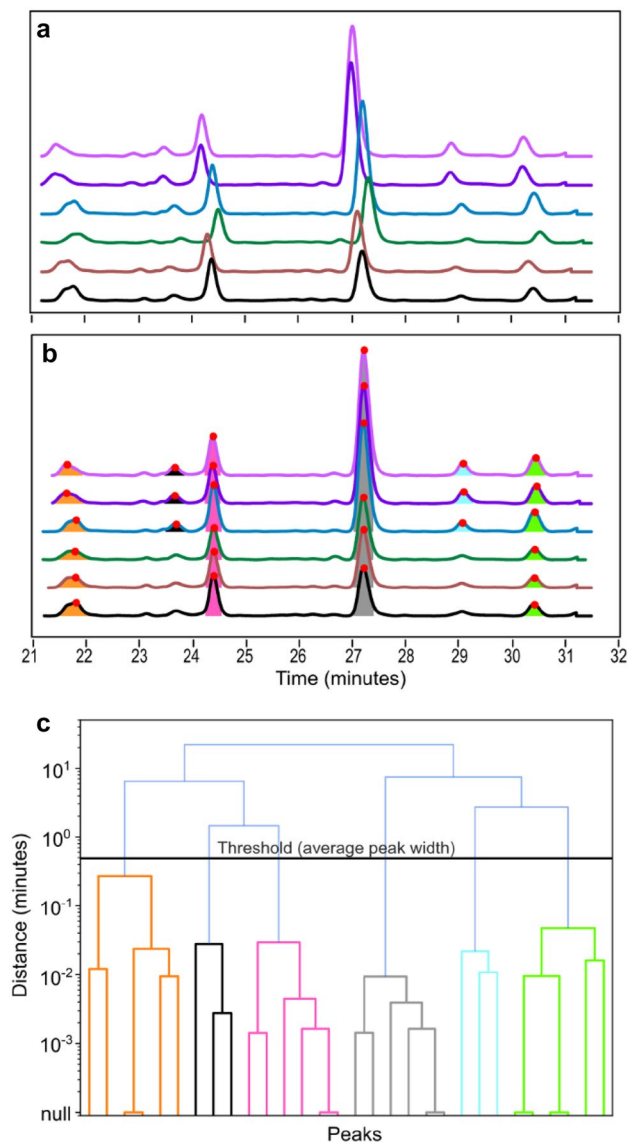 a
b
21 22 23 24 25 26 27 28 29 30 31 32
Time (minutes)
c
Distance (minutes)
10¹
10⁰
Threshold (average peak width)
10⁻¹
10⁻²
10⁻³
null
Peaks